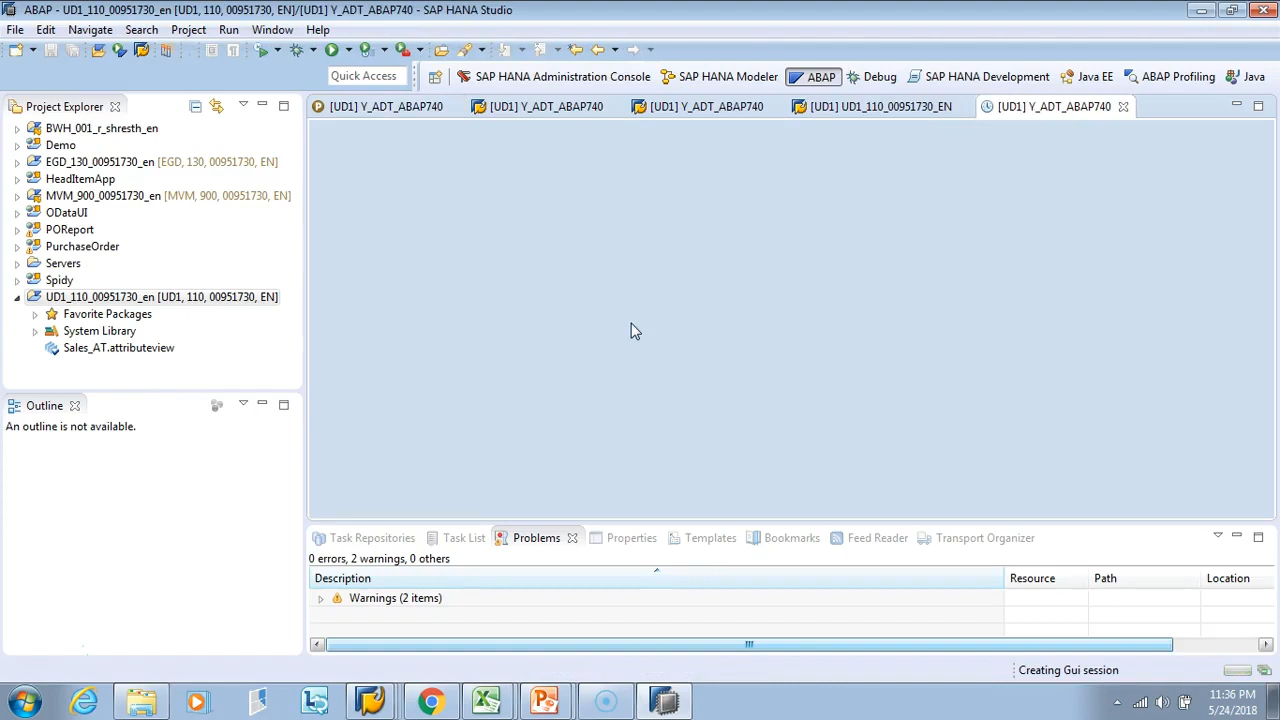 ABAP - UD1_110_00951730_en [UD1, 110, 00951730, EN]/[UD1] Y_ADT_ABAP740 - SAP HANA Studio
File Edit Navigate Search Project Run Window Help
Quick Access SAP HANA Administration Console SAP HANA Modeler ABAP Debug SAP HANA Development Java EE ABAP Profiling Java
Project Explorer
[UD1] Y_ADT_ABAP740 [UD1] Y_ADT_ABAP740 [UD1] Y_ADT_ABAP740 [UD1] UD1_110_00951730_EN [UD1] Y_ADT_ABAP740
BWH_001_r_shresth_en
Demo
EGD_130_00951730_en [EGD, 130, 00951730, EN]
HeadItemApp
MVM_900_00951730_en [MVM, 900, 00951730, EN]
ODataUI
POReport
PurchaseOrder
Servers
Spidy
UD1_110_00951730_en [UD1, 110, 00951730, EN]
Favorite Packages
System Library
Sales_AT.attributeview
Outline
An outline is not available.
Task Repositories Task List Problems Properties Templates Bookmarks Feed Reader Transport Organizer
0 errors, 2 warnings, 0 others
Description Resource Path Location
Warnings (2 items)
Creating Gui session
11:36 PM
5/24/2018